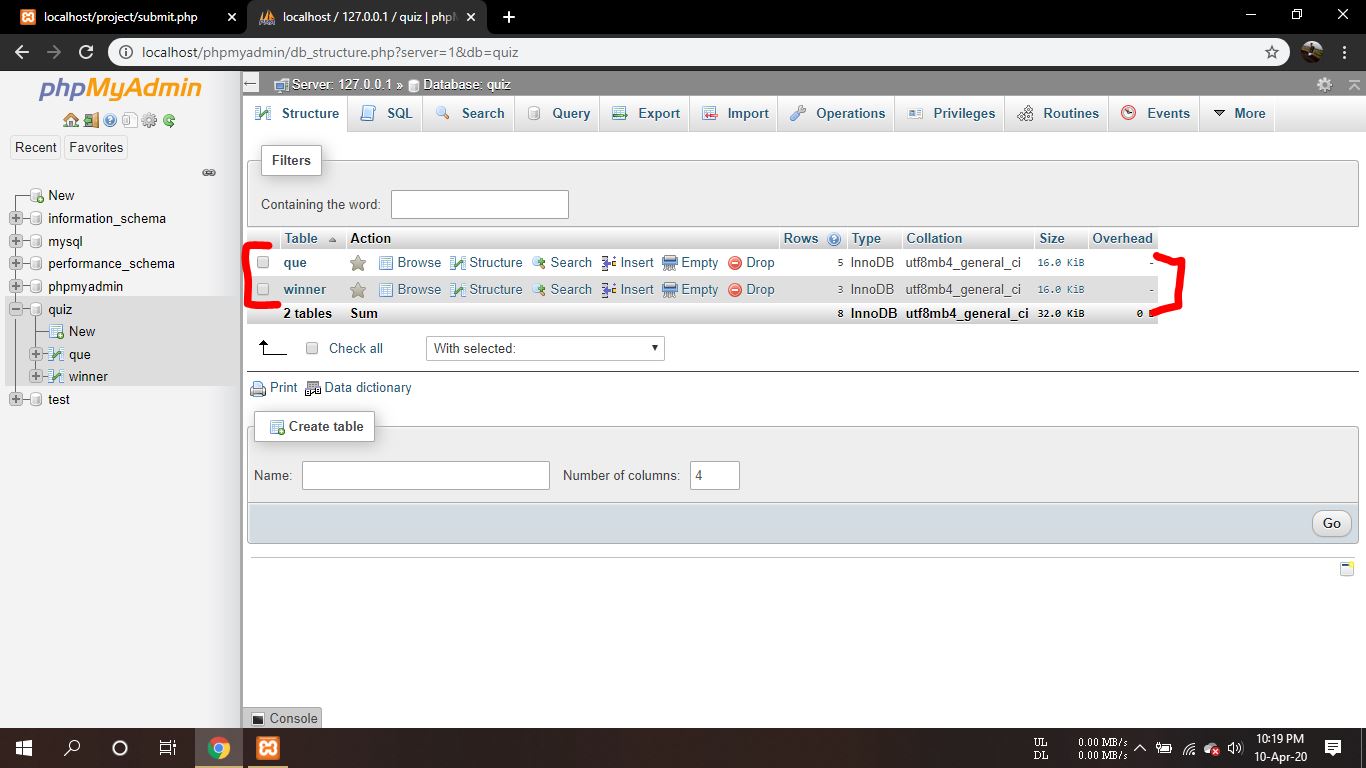 localhost/project/submit.php
localhost / 127.0.0.1 / quiz | phpM
localhost/phpmyadmin/db_structure.php?server=1&db=quiz
phpMyAdmin
Recent Favorites
New
information_schema
mysql
performance_schema
phpmyadmin
quiz
New
que
winner
test
Server: 127.0.0.1 » Database: quiz
Structure SQL Search Query Export Import Operations Privileges Routines Events More
Filters
Containing the word:
Table Action Rows Type Collation Size Overhead
que Browse Structure Search Insert Empty Drop 5 InnoDB utf8mb4_general_ci 16.0 KiB -
winner Browse Structure Search Insert Empty Drop 3 InnoDB utf8mb4_general_ci 16.0 KiB -
2 tables Sum 8 InnoDB utf8mb4_general_ci 32.0 KiB 0
Check all With selected:
Print Data dictionary
Create table
Name: Number of columns: 4
Go
Console
UL 0.00 MB/s
DL 0.00 MB/s
10:19 PM
10-Apr-20